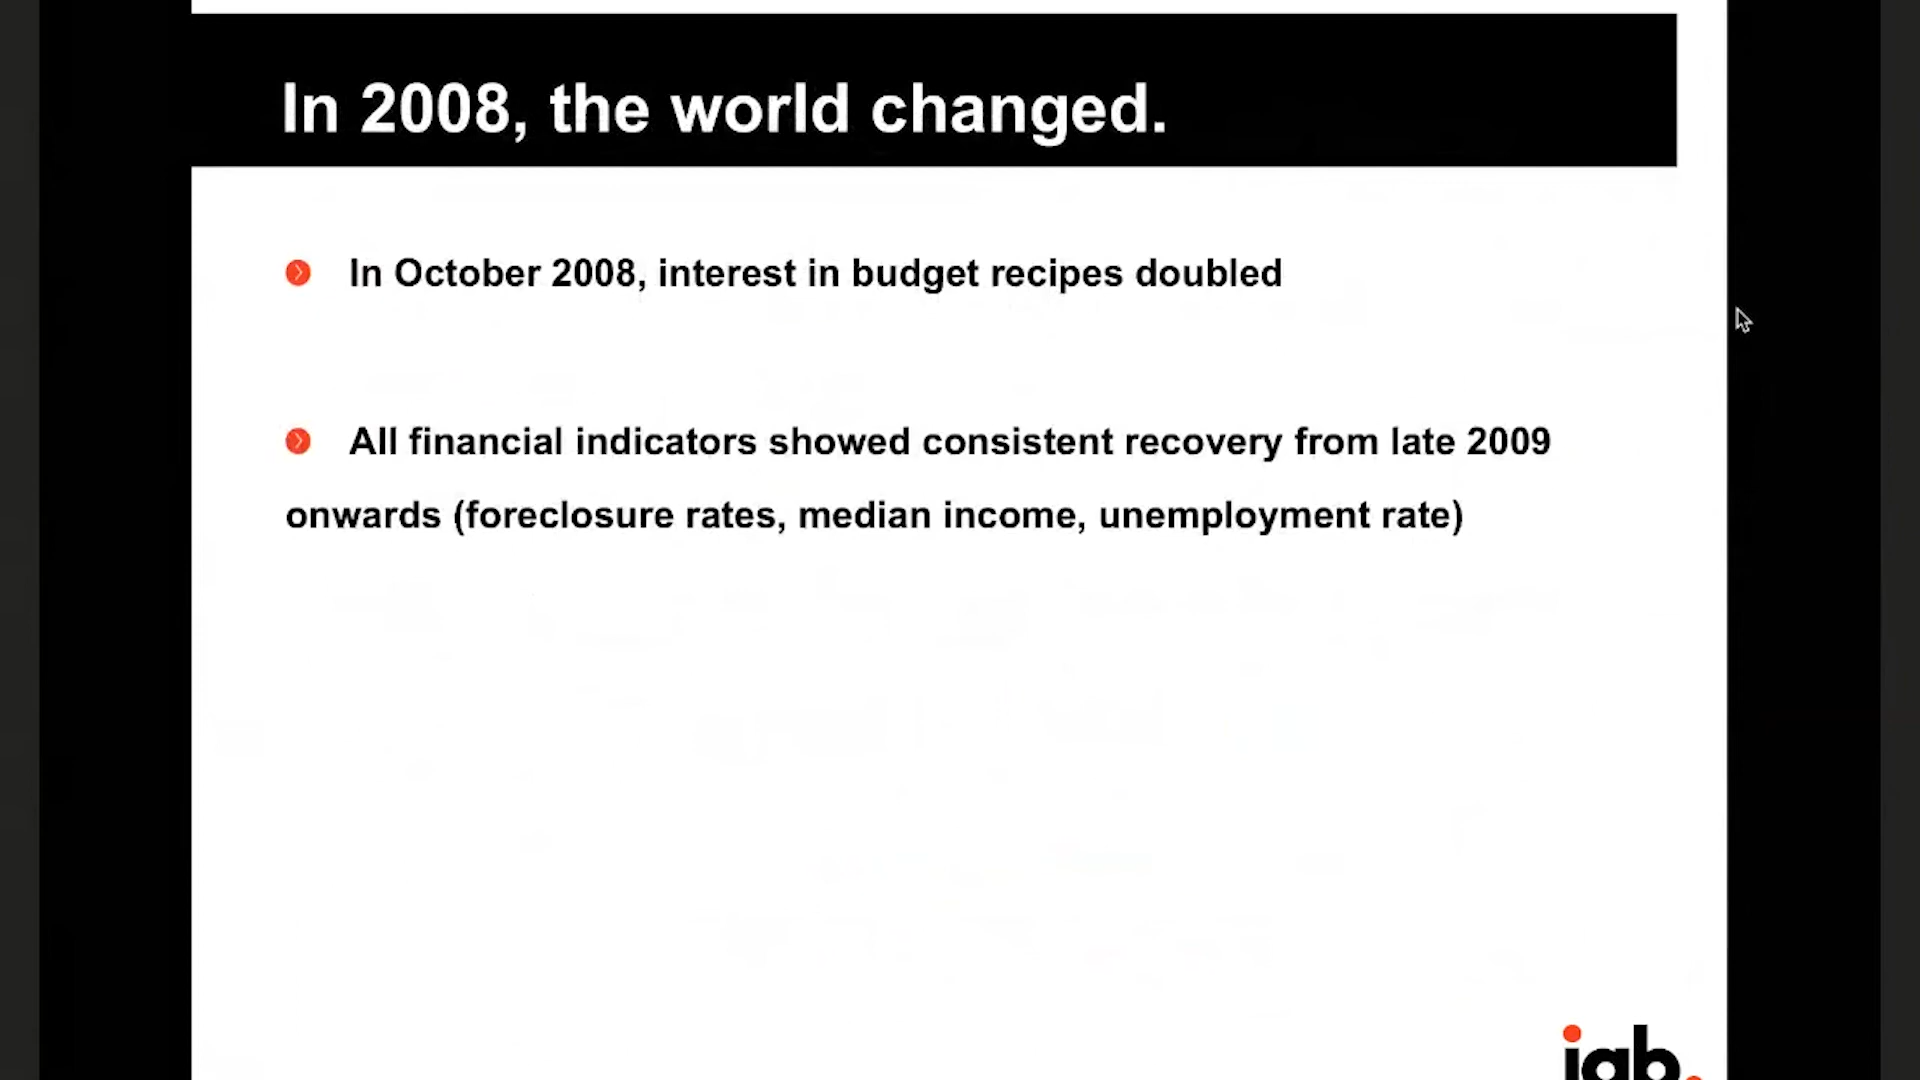 In 2008, the world changed.
In October 2008, interest in budget recipes doubled
All financial indicators showed consistent recovery from late 2009
onwards (foreclosure rates, median income, unemployment rate)
iab.